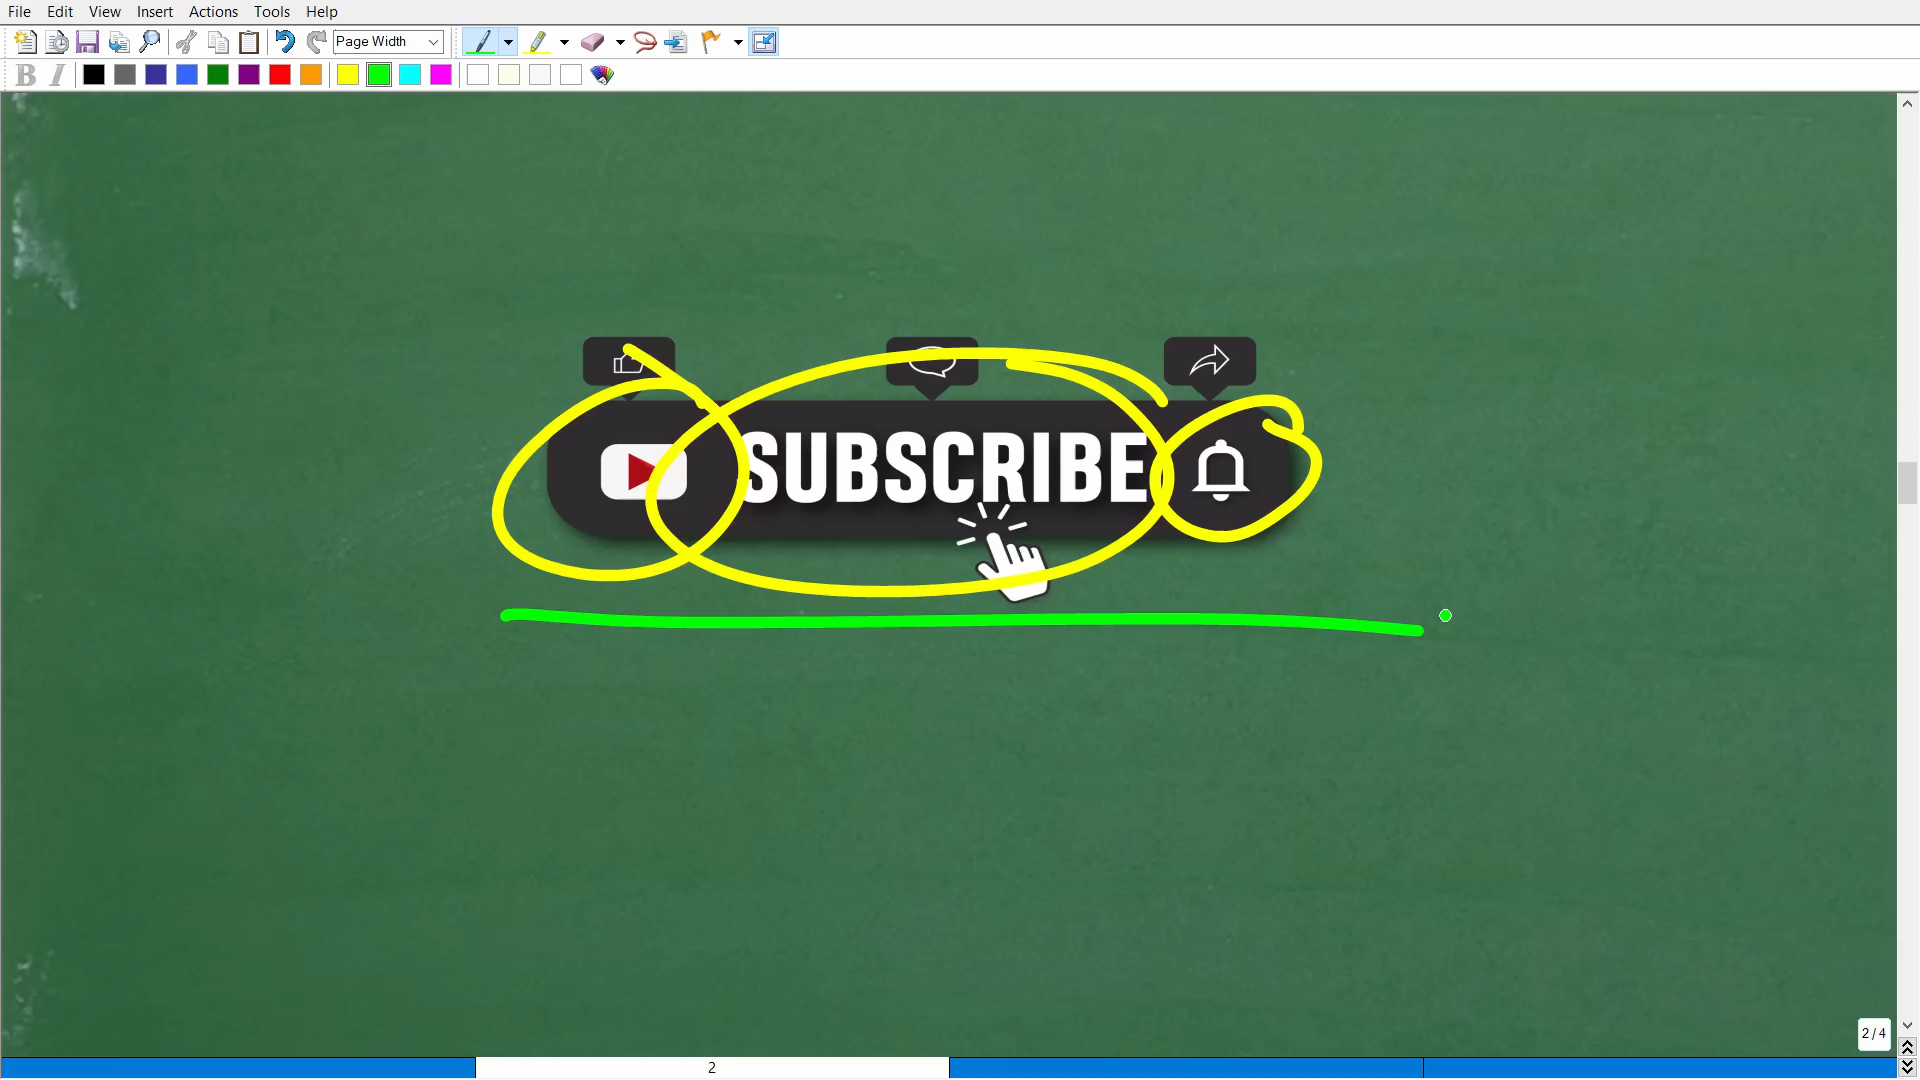 File Edit View Insert Actions Tools Help
Page Width
B I
SUBSCRIBE
2 / 4
2